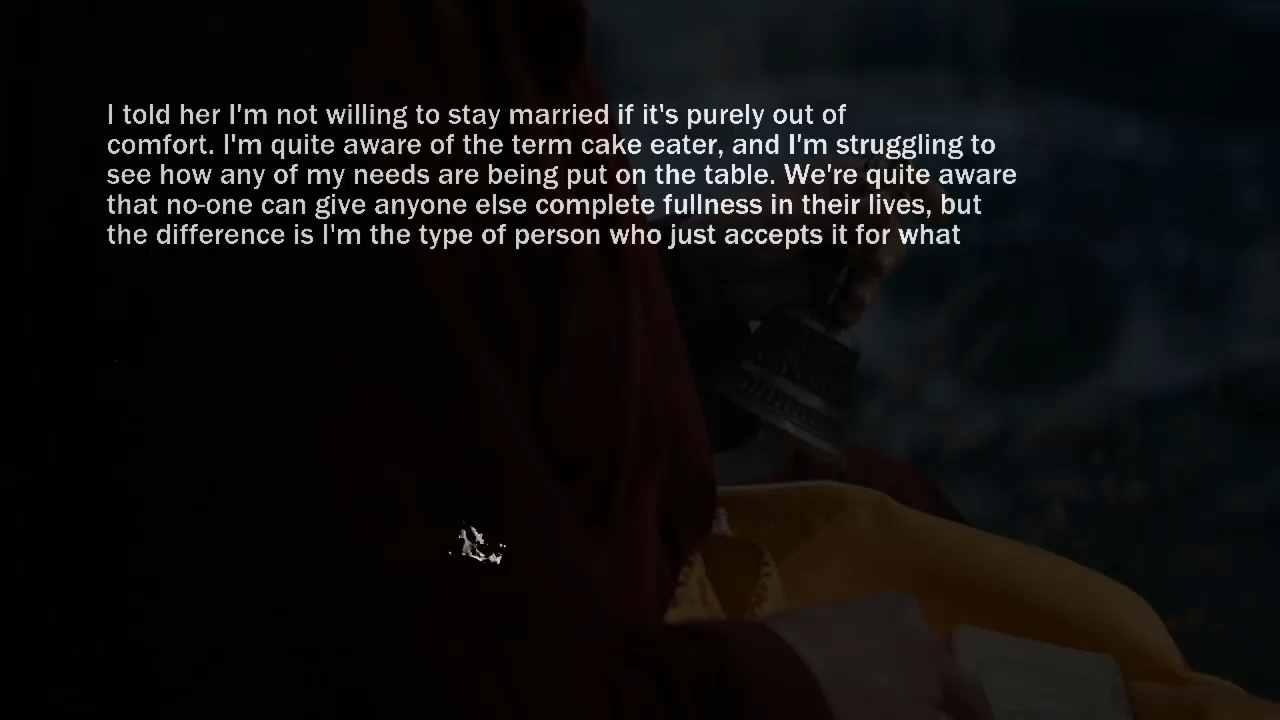 I told her I'm not willing to stay married if it's purely out of
comfort. I'm quite aware of the term cake eater, and I'm struggling to
see how any of my needs are being put on the table. We're quite aware
that no-one can give anyone else complete fullness in their lives, but
the difference is I'm the type of person who just accepts it for what